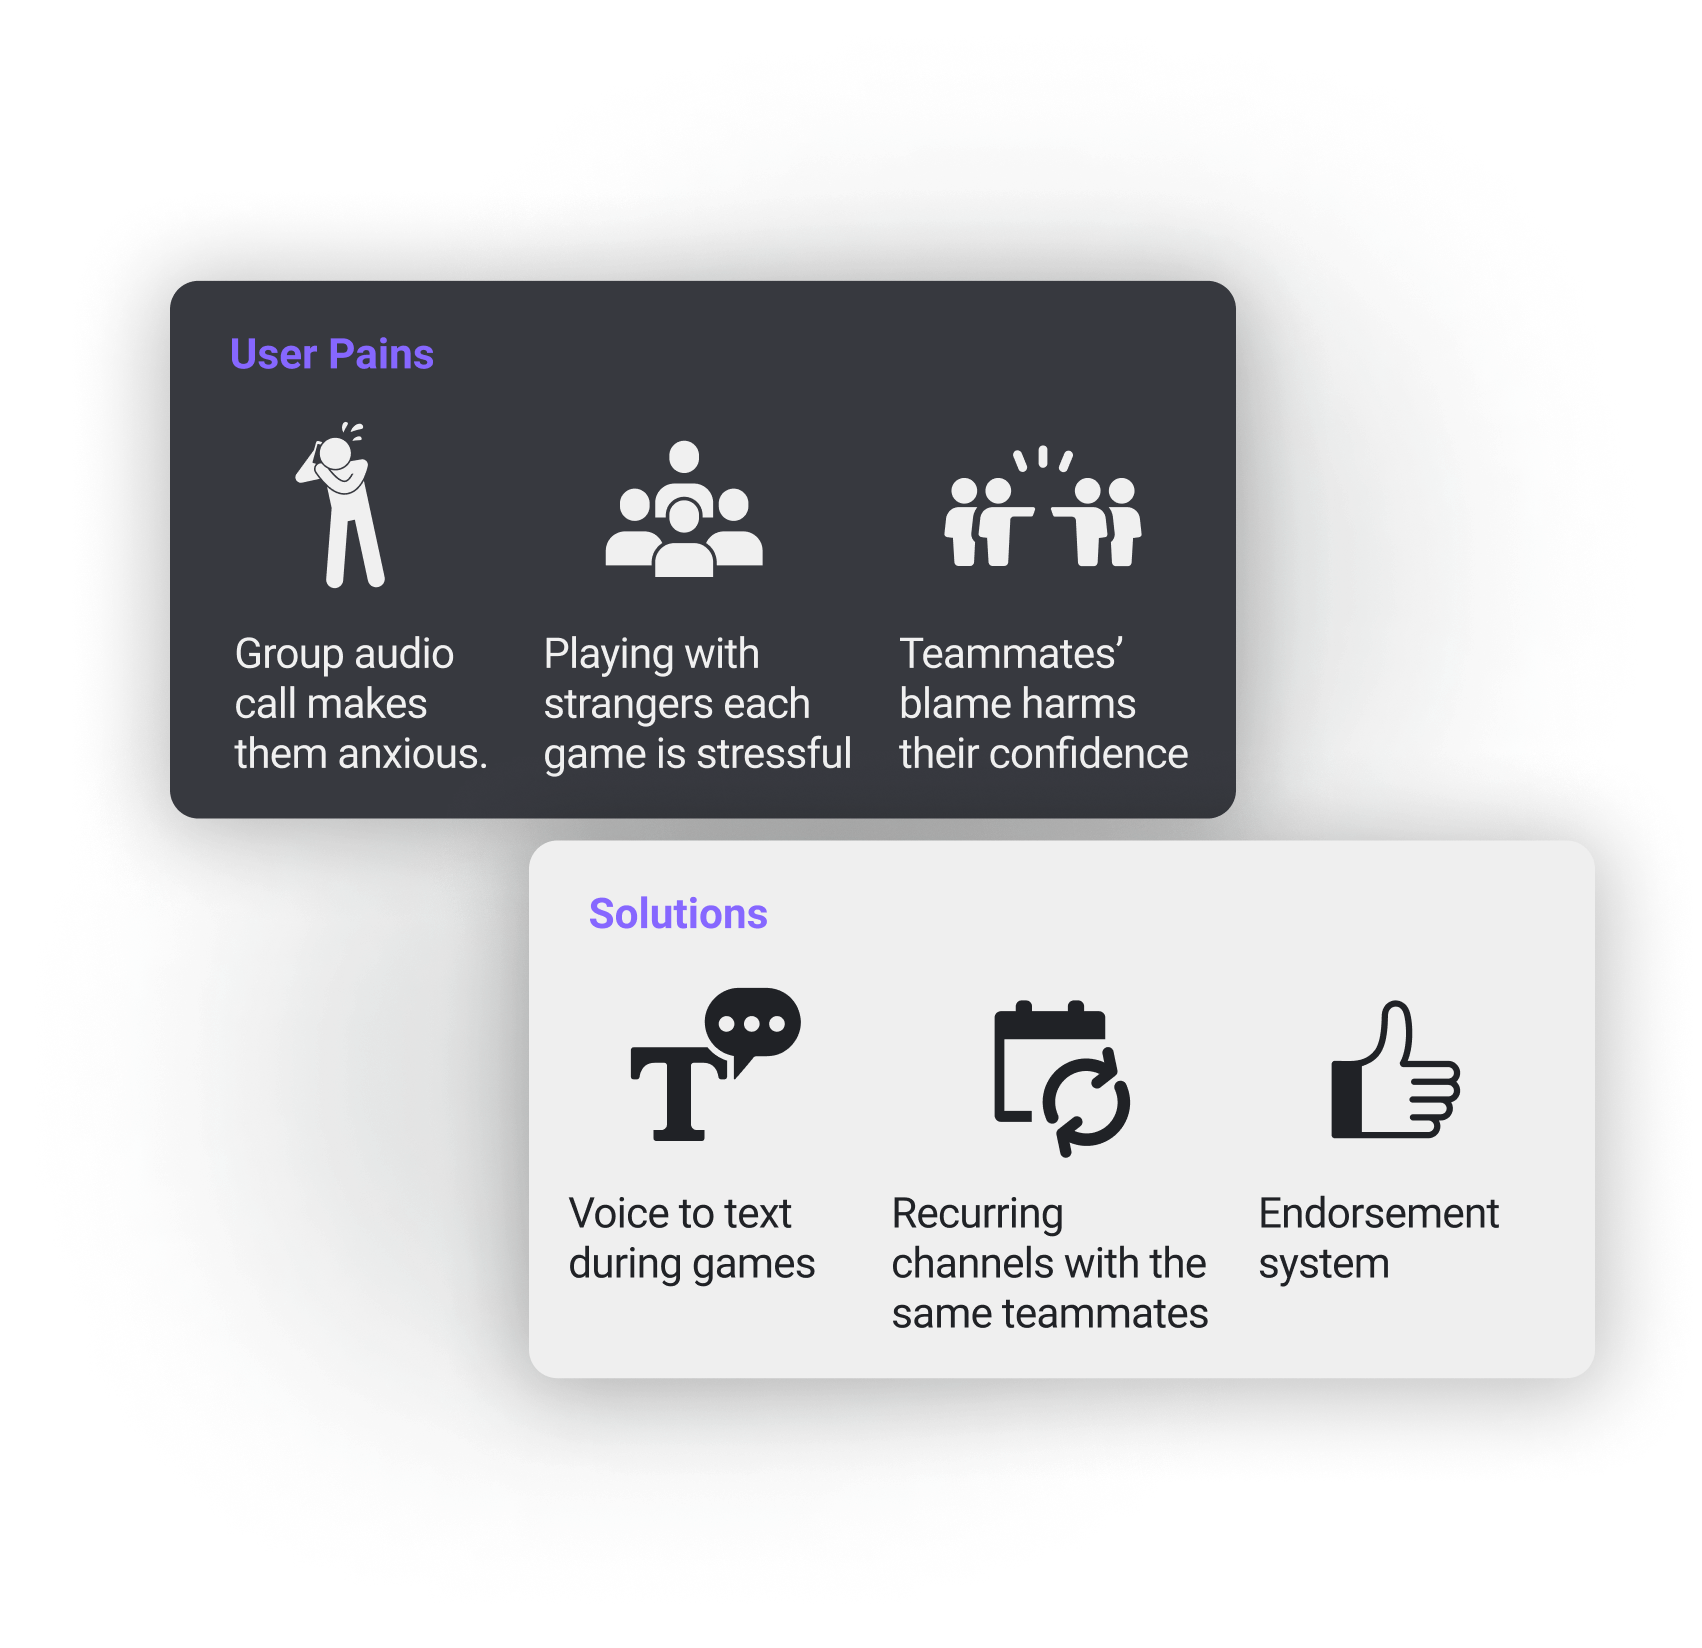 User Pains
Group audio
call makes
them anxious.
Playing with
strangers each
game is stressful
Teammates’
blame harms
their confidence
Solutions
Voice to text
during games
Recurring
channels with the
same teammates
Endorsement
system